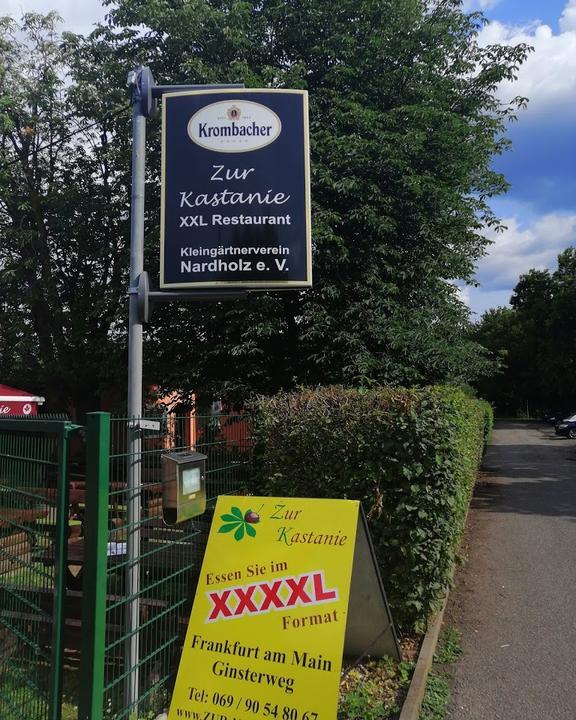 Krombacher
Zur
Kastanie
XXL Restaurant
Kleingärtnerverein
Nardholz e. V.
Zur
Kastanie
Essen Sie im
XXXXL
Format
Frankfurt am Main
Ginsterweg
Tel: 069 / 90 54 80 67